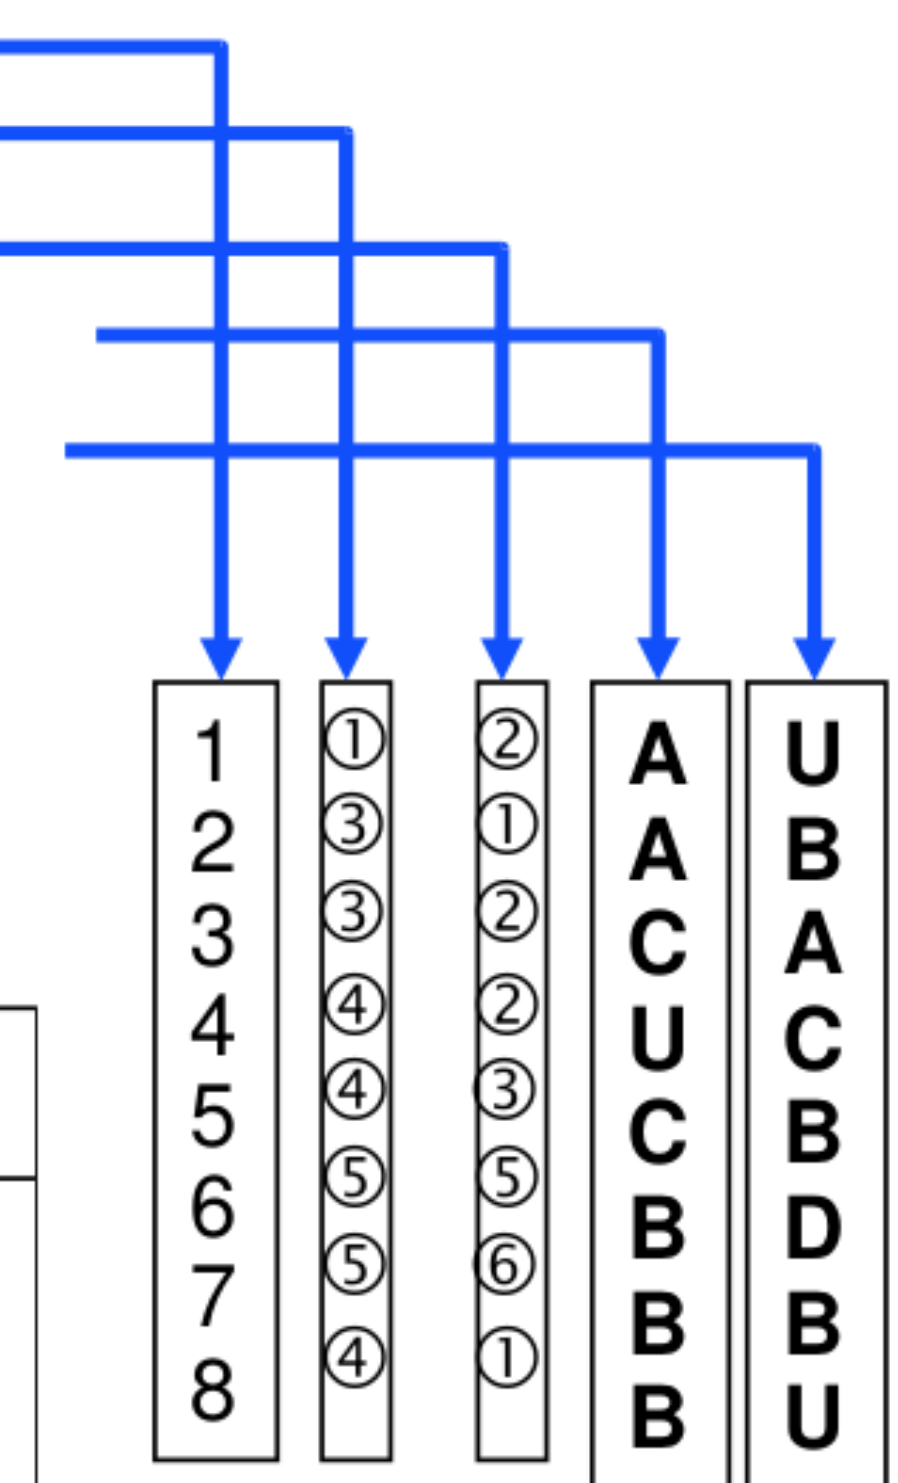 1 ① ② A U
2 ③ ① A B
3 ③ ② C A
4 ④ ② U C
5 ④ ③ C B
6 ⑤ ⑤ B D
7 ⑤ ⑥ B B
8 ④ ① B U